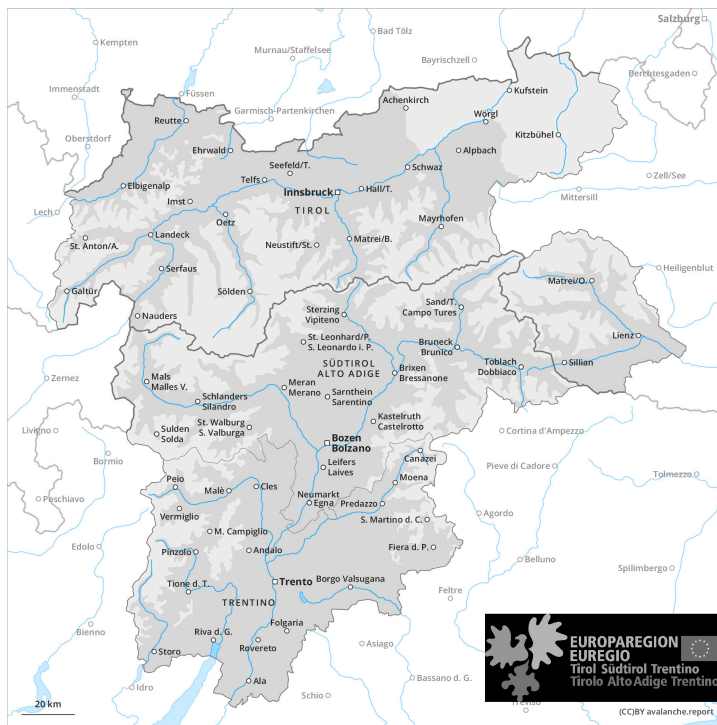 Salzburg
Kempten
Bad Tölz
Murnau/Staffelsee
Bayrischzell
Berchtesgaden
Immenstadt
Füssen
Garmisch-Partenkirchen
Achenkirch
Kufstein
Reutte
Wörgl
Oberstdorf
Ehrwald
Kitzbühel
Seefeld/T.
Alpbach
Telfs
Schwaz
Zell/See
Elbigenalp
Innsbruck
Hall/T.
Mittersill
Imst
TIROL
Lech
Oetz
Mayrhofen
St. Anton/A.
Landeck
Neustift/St.
Matrei/B.
Serfaus
Heiligenblut
Galtür
Sölden
Matrei/O.
Nauders
Sterzing
Vipiteno
Sand/T.
Campo Tures
St. Leonhard/P.
S. Leonardo i. P.
Bruneck
Brunico
Lienz
SÜDTIROL
ALTO ADIGE
Toblach
Dobbiaco
Sillian
Zernez
Mals
Malles V.
Meran
Merano
Brixen
Bressanone
Schlanders
Silandro
Sarnthein
Sarentino
Livigno
Sulden
Solda
St. Walburg
S. Valburga
Kastelruth
Castelrotto
Cortina d'Ampezzo
Bozen
Bolzano
Bormio
Canazei
Pieve di Cadore
Leifers
Laives
Tolmezzo
Peio
Malè
Cles
Moena
Poschiavo
Neumarkt
Egna
Predazzo
Vermiglio
Agordo
S. Martino d. C.
M. Campiglio
Edolo
Pinzolo
Andalo
Fiera d. P.
Belluno
Spilimbergo
Tione d. T.
Trento
Borgo Valsugana
Feltre
TRENTINO
Folgaria
Bienno
Riva d. G.
Storo
Rovereto
Asiago
Ala
Bassano d. G.
Idro
Schio
Treviso
20 km
EUROPAREGION
EUREGIO
Tirol Südtirol Trentino
Tirolo Alto Adige Trentino
(CC)BY avalanche.report